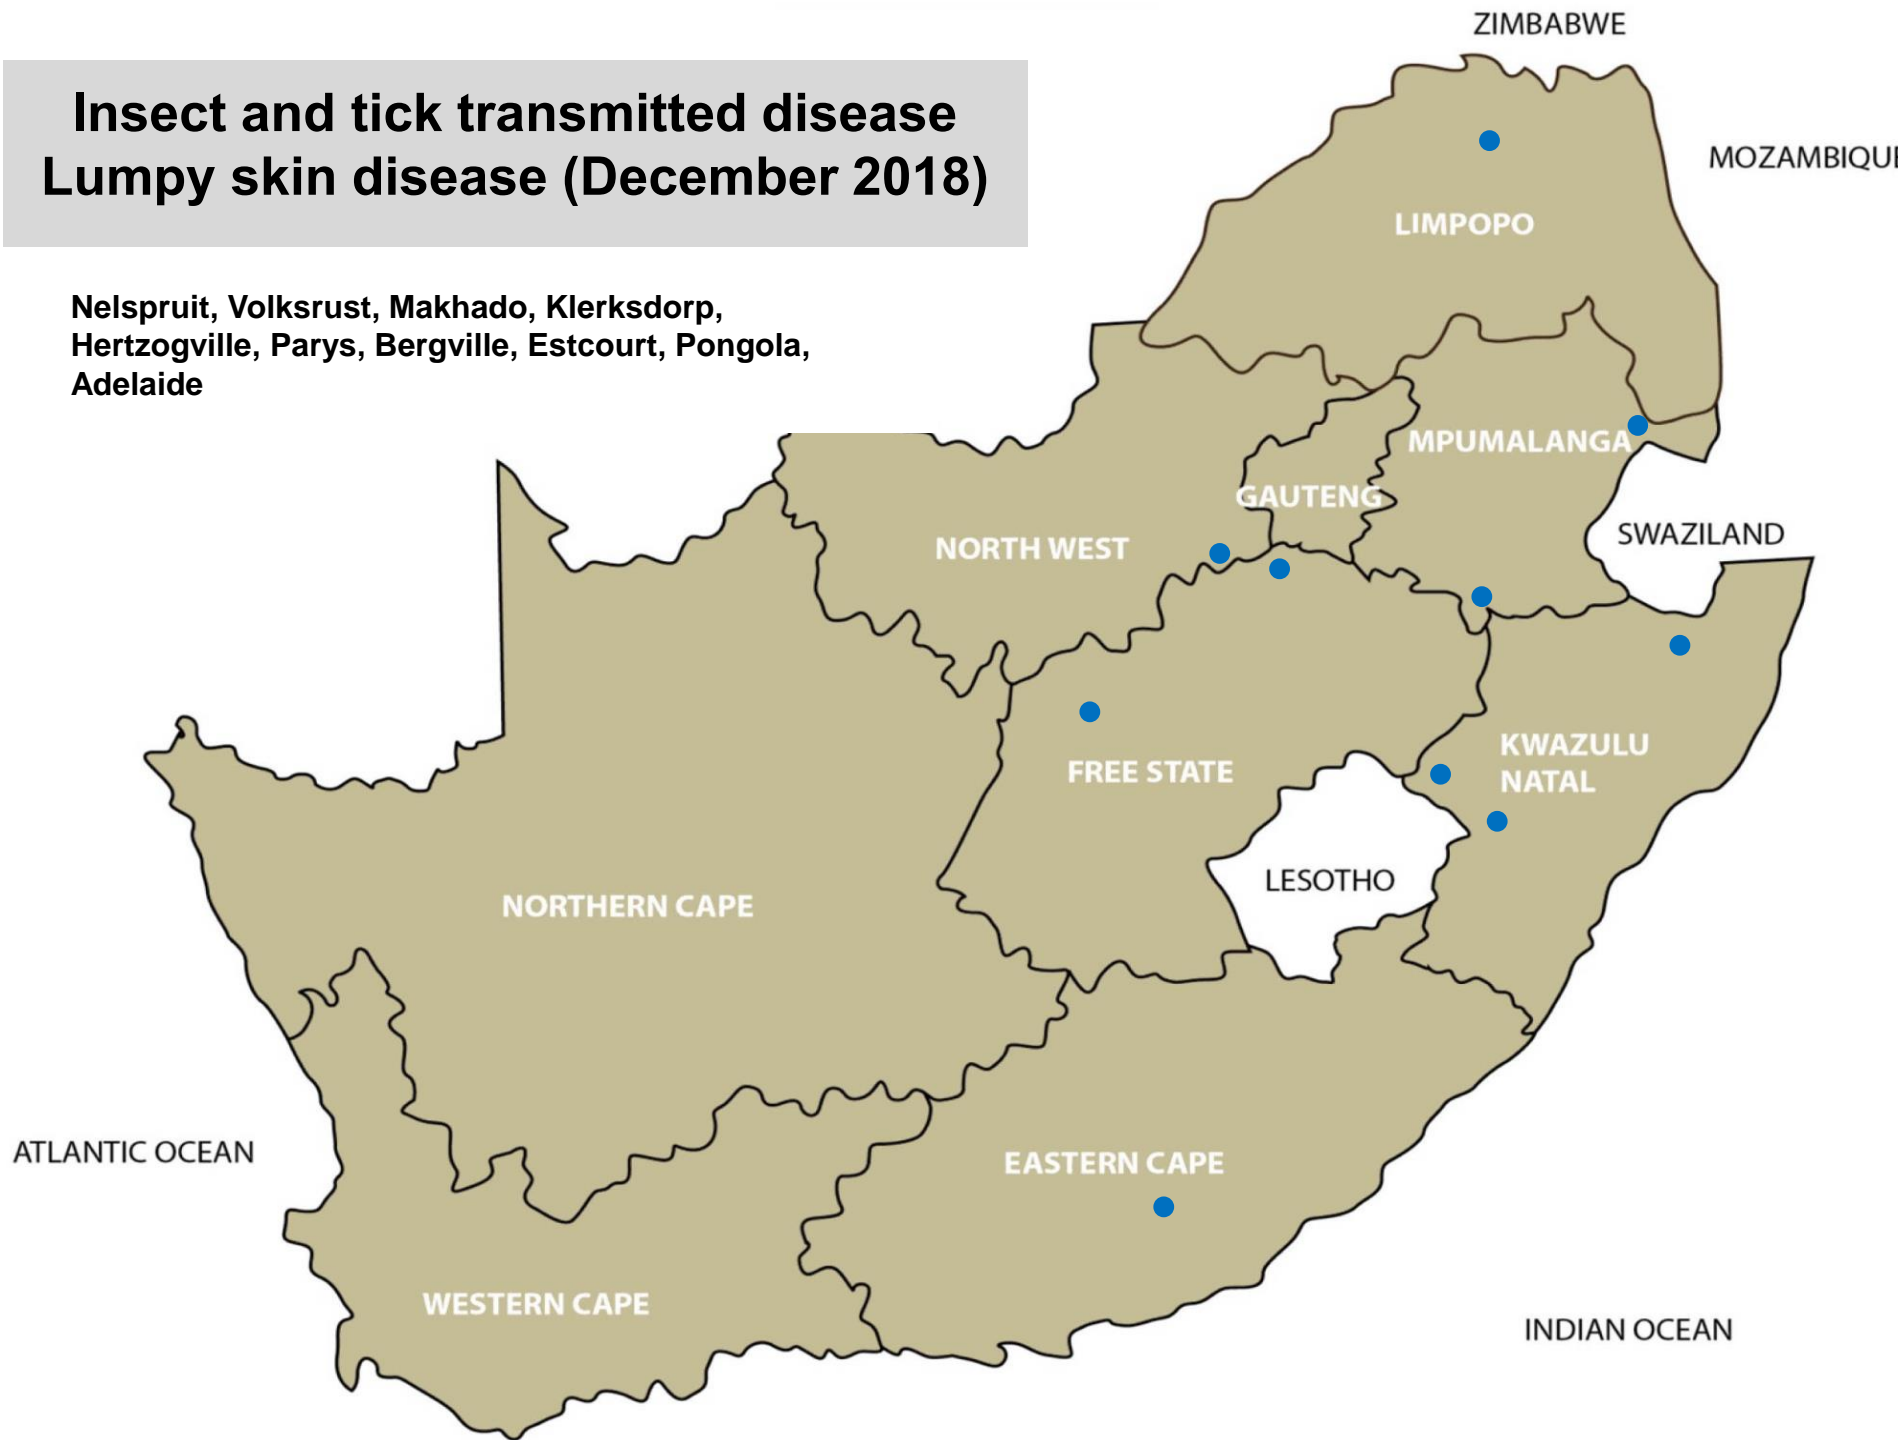 Insect and tick transmitted disease
Lumpy skin disease (December 2018)
Nelspruit, Volksrust, Makhado, Klerksdorp,
Hertzogville, Parys, Bergville, Estcourt, Pongola,
Adelaide
ZIMBABWE
MOZAMBIQUE
LIMPOPO
MPUMALANGA
GAUTENG
SWAZILAND
NORTH WEST
KWAZULU
NATAL
FREE STATE
LESOTHO
NORTHERN CAPE
ATLANTIC OCEAN
EASTERN CAPE
WESTERN CAPE
INDIAN OCEAN